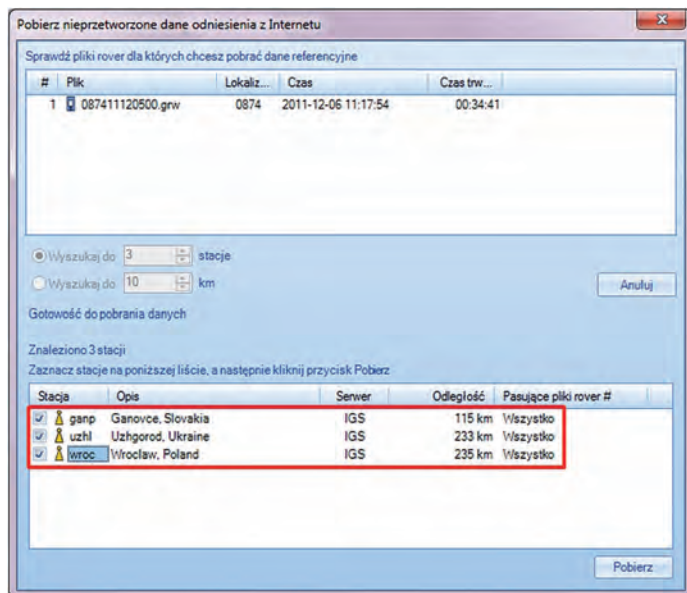 Pobierz nieprzetworzone dane odniesienia z Internetu
Sprawdź pliki rover dla których chcesz pobrać dane referencyjne
# Plik Lokaliz... Czas Czas trw...
1 087411120500.grw 0874 2011-12-06 11:17:54 00:34:41
Wyszukaj do 3 stacje
Wyszukaj do 10 km
Anuluj
Gotowość do pobrania danych
Znaleziono 3 stacji
Zaznacz stacje na poniższej liście, a następnie kliknij przycisk Pobierz
Stacja Opis Serwer Odległość Pasujące pliki rover #
ganp Ganovce, Slovakia IGS 115 km Wszystko
uzhl Uzhgorod, Ukraine IGS 233 km Wszystko
wroc Wroclaw, Poland IGS 235 km Wszystko
Pobierz